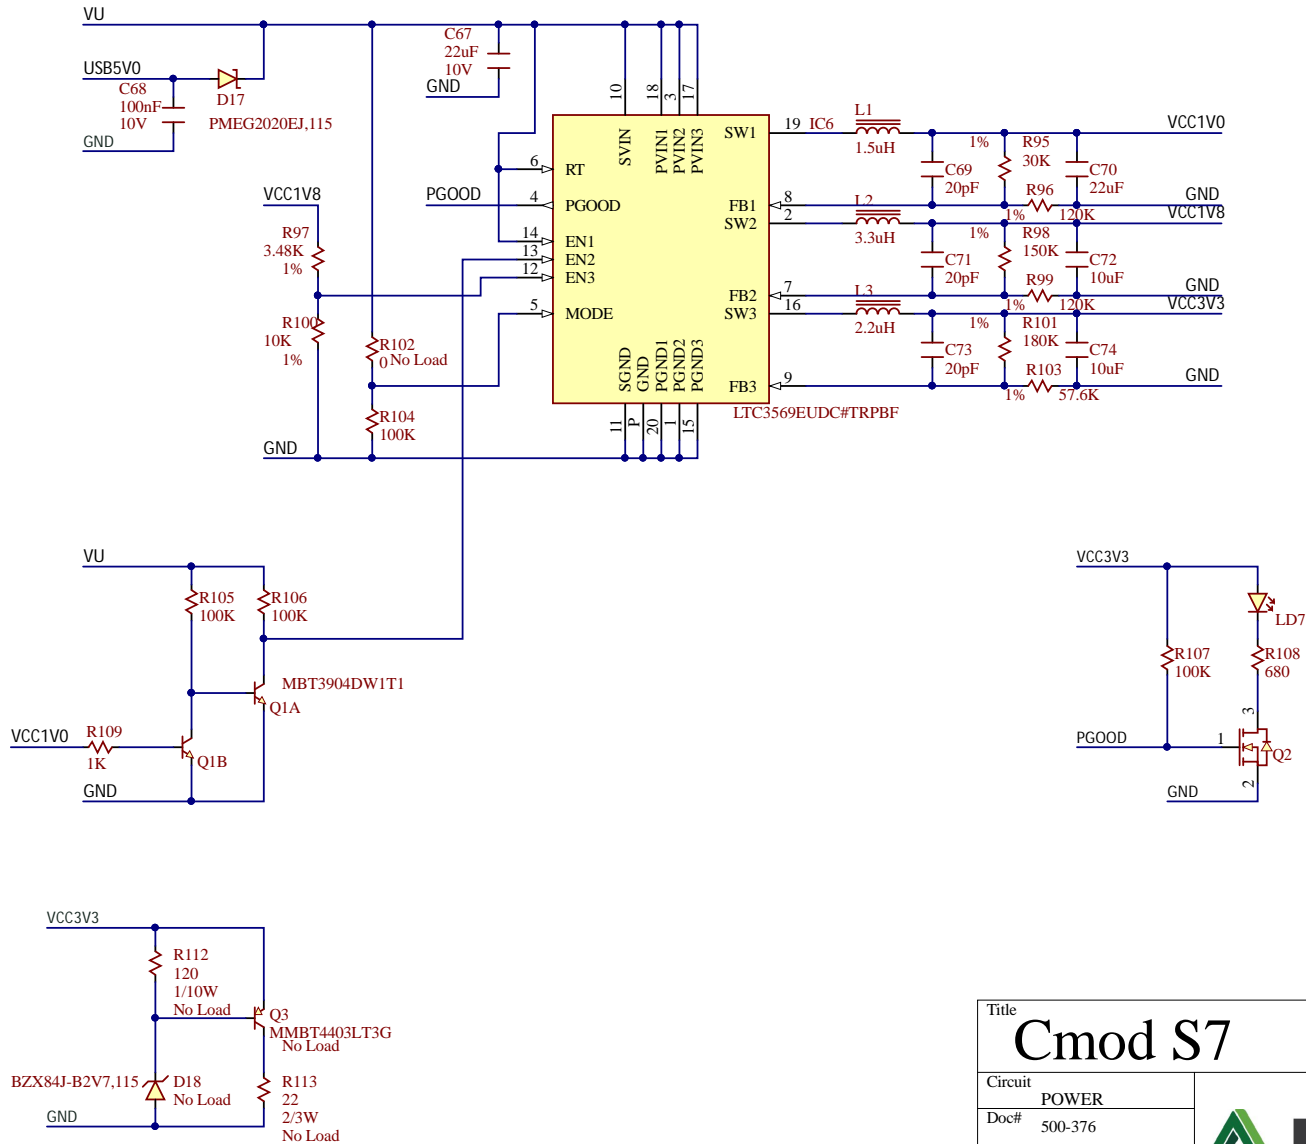 VU
USB5V0
C68
100nF
10V
GND
D17
PMEG2020EJ,115
C67
22uF
10V
GND
10
18
3
17
SVIN
PVIN1
PVIN2
PVIN3
6
RT
PGOOD
4
PGOOD
14
EN1
13
EN2
12
EN3
5
MODE
SW1
19
IC6
FB1
8
SW2
2
FB2
7
SW3
16
FB3
9
SGND
GND
PGND1
PGND2
PGND3
11
P
20
1
15
LTC3569EUDC#TRPBF
L1
1.5uH
1%
R95
30K
C69
20pF
R96
1%
120K
C70
22uF
VCC1V0
GND
L2
3.3uH
1%
R98
150K
C71
20pF
R99
1%
120K
C72
10uF
VCC1V8
GND
L3
2.2uH
1%
R101
180K
C73
20pF
R103
1%
57.6K
C74
10uF
VCC3V3
GND
VCC1V8
R97
3.48K
1%
R100
10K
1%
R102
0 No Load
R104
100K
GND
VU
R105
100K
R106
100K
MBT3904DW1T1
Q1A
VCC1V0
R109
1K
Q1B
GND
VCC3V3
LD7
R107
100K
R108
680
PGOOD
1
3
Q2
2
GND
VCC3V3
R112
120
1/10W
No Load
Q3
MMBT4403LT3G
No Load
BZX84J-B2V7,115
D18
No Load
R113
22
2/3W
No Load
GND
Title
Cmod S7
Circuit
POWER
Doc#
500-376